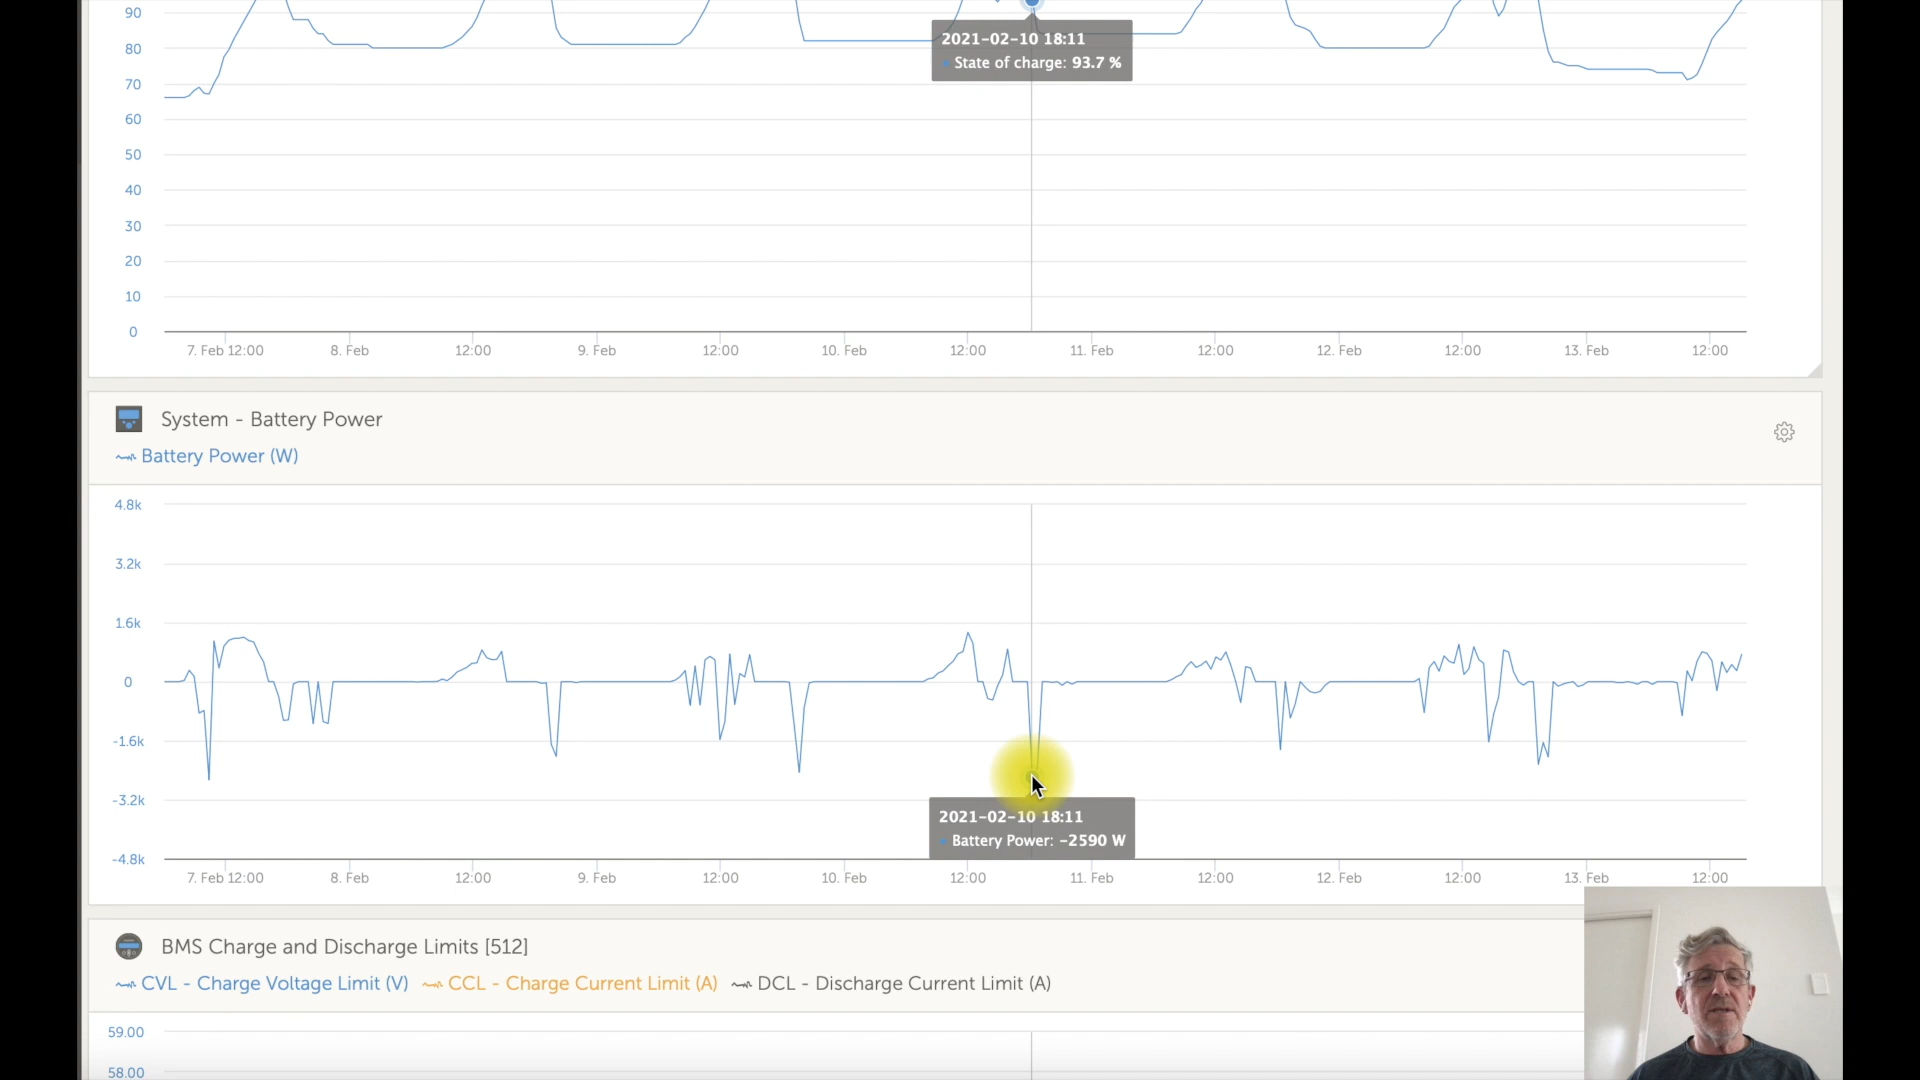 90
80
70
60
50
40
30
20
10
0
2021-02-10 18:11
State of charge: 93.7 %
7. Feb 12:00 8. Feb 12:00 9. Feb 12:00 10. Feb 12:00 11. Feb 12:00 12. Feb 12:00 13. Feb 12:00
System - Battery Power
Battery Power (W)
4.8k
3.2k
1.6k
0
-1.6k
-3.2k
-4.8k
2021-02-10 18:11
Battery Power: -2590 W
7. Feb 12:00 8. Feb 12:00 9. Feb 12:00 10. Feb 12:00 11. Feb 12:00 12. Feb 12:00 13. Feb 12:00
BMS Charge and Discharge Limits [512]
CVL - Charge Voltage Limit (V) CCL - Charge Current Limit (A) DCL - Discharge Current Limit (A)
59.00
58.00